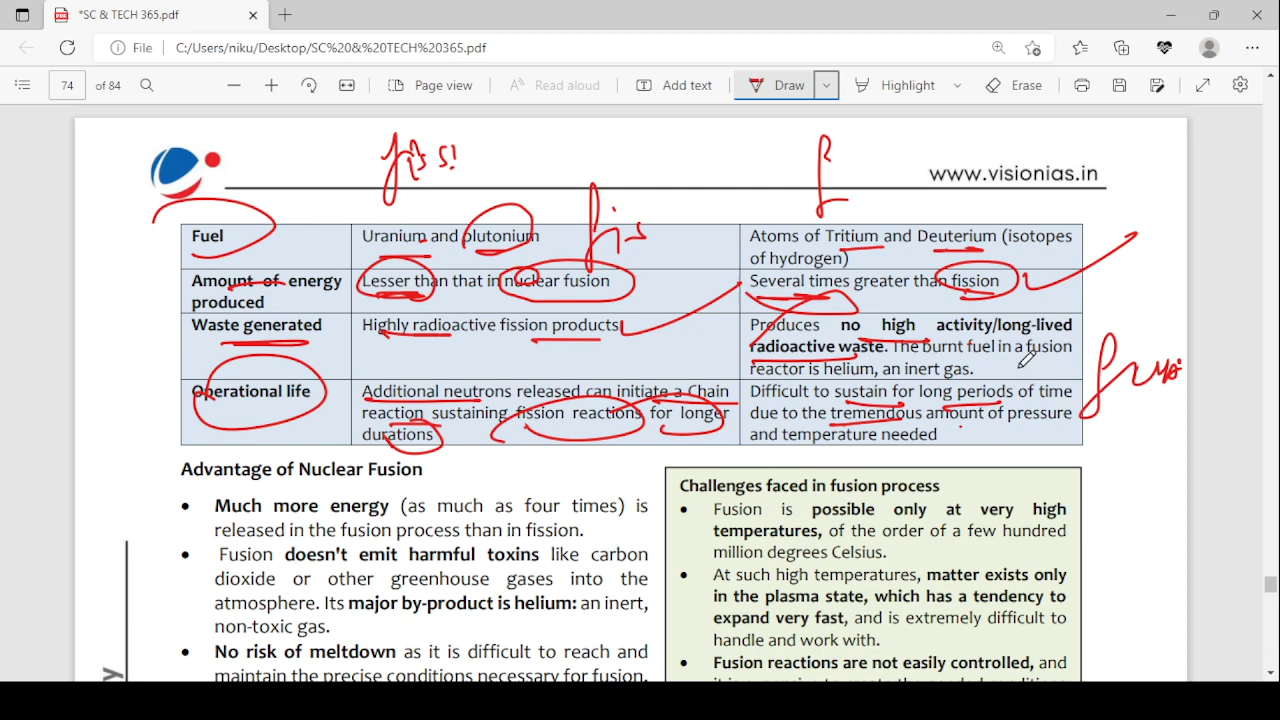 *SC & TECH 365.pdf
File
C:/Users/niku/Desktop/SC%20&%20TECH%20365.pdf
74 of 84
Page view
Read aloud
Add text
Draw
Highlight
Erase
www.visionias.in
Fuel
Uranium and plutonium
Atoms of Tritium and Deuterium (isotopes
of hydrogen)
Amount of energy
produced
Lesser than that in nuclear fusion
Several times greater than fission
Waste generated
Highly radioactive fission products
Produces no high activity/long-lived
radioactive waste. The burnt fuel in a fusion
reactor is helium, an inert gas.
Operational life
Additional neutrons released can initiate a Chain
reaction sustaining fission reactions for longer
durations
Difficult to sustain for long periods of time
due to the tremendous amount of pressure
and temperature needed
Advantage of Nuclear Fusion
• Much more energy (as much as four times) is
released in the fusion process than in fission.
• Fusion doesn't emit harmful toxins like carbon
dioxide or other greenhouse gases into the
atmosphere. Its major by-product is helium: an inert,
non-toxic gas.
• No risk of meltdown as it is difficult to reach and
maintain the precise conditions necessary for fusion.
Challenges faced in fusion process
• Fusion is possible only at very high
temperatures, of the order of a few hundred
million degrees Celsius.
• At such high temperatures, matter exists only
in the plasma state, which has a tendency to
expand very fast, and is extremely difficult to
handle and work with.
• Fusion reactions are not easily controlled, and